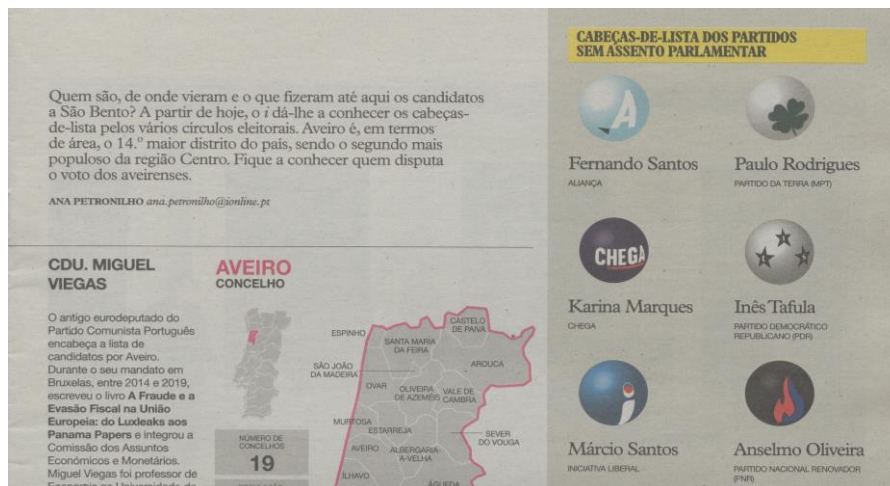 CABEÇAS-DE-LISTA DOS PARTIDOS
SEM ASSENTO PARLAMENTAR
Quem são, de onde vieram e o que fizeram até aqui os candidatos
a São Bento? A partir de hoje, o i dá-lhe a conhecer os cabeças-
de-lista pelos vários círculos eleitorais. Aveiro é, em termos
de área, o 14.º maior distrito do país, sendo o segundo mais
populoso da região Centro. Fique a conhecer quem disputa
o voto dos aveirenses.
ANA PETRONILHO ana.petronilho@ionline.pt
A
Fernando Santos
ALIANÇA
Paulo Rodrigues
PARTIDO DA TERRA (MPT)
CHEGA
Karina Marques
CHEGA
Inês Tafula
PARTIDO DEMOCRÁTICO
REPUBLICANO (PDR)
Márcio Santos
INICIATIVA LIBERAL
Anselmo Oliveira
PARTIDO NACIONAL RENOVADOR
(PNR)
CDU. MIGUEL
VIEGAS
O antigo eurodeputado do
Partido Comunista Português
encabeça a lista de
candidatos por Aveiro.
Durante o seu mandato em
Bruxelas, entre 2014 e 2019,
escreveu o livro A Fraude e a
Evasão Fiscal na União
Europeia: do Luxleaks aos
Panama Papers e integrou a
Comissão dos Assuntos
Económicos e Monetários.
Miguel Viegas foi professor de
AVEIRO
CONCELHO
NÚMERO DE
CONCELHOS
19
ESPINHO
CASTELO
DE PAIVA
SANTA MARIA
DA FEIRA
SÃO JOÃO
DA MADEIRA
AROUCA
OVAR
OLIVEIRA
DE AZEMÉIS
VALE DE
CAMBRA
MURTOSA
ESTARREJA
SEVER
DO VOUGA
AVEIRO
ALBERGARIA-
A-VELHA
ÍLHAVO
ÁGUEDA